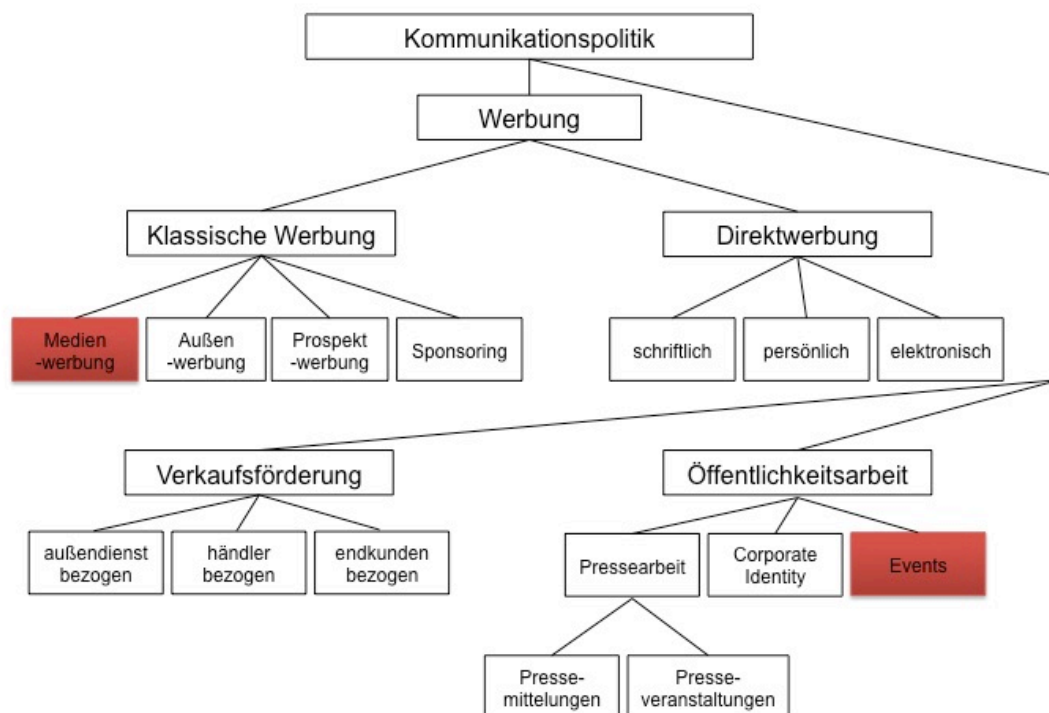 Kommunikationspolitik
Werbung
Klassische Werbung
Direktwerbung
Medien
-werbung
Außen
-werbung
Prospekt
-werbung
Sponsoring
schriftlich
persönlich
elektronisch
Verkaufsförderung
Öffentlichkeitsarbeit
außendienst
bezogen
händler
bezogen
endkunden
bezogen
Pressearbeit
Corporate
Identity
Events
Presse-
mittelungen
Presse-
veranstaltungen